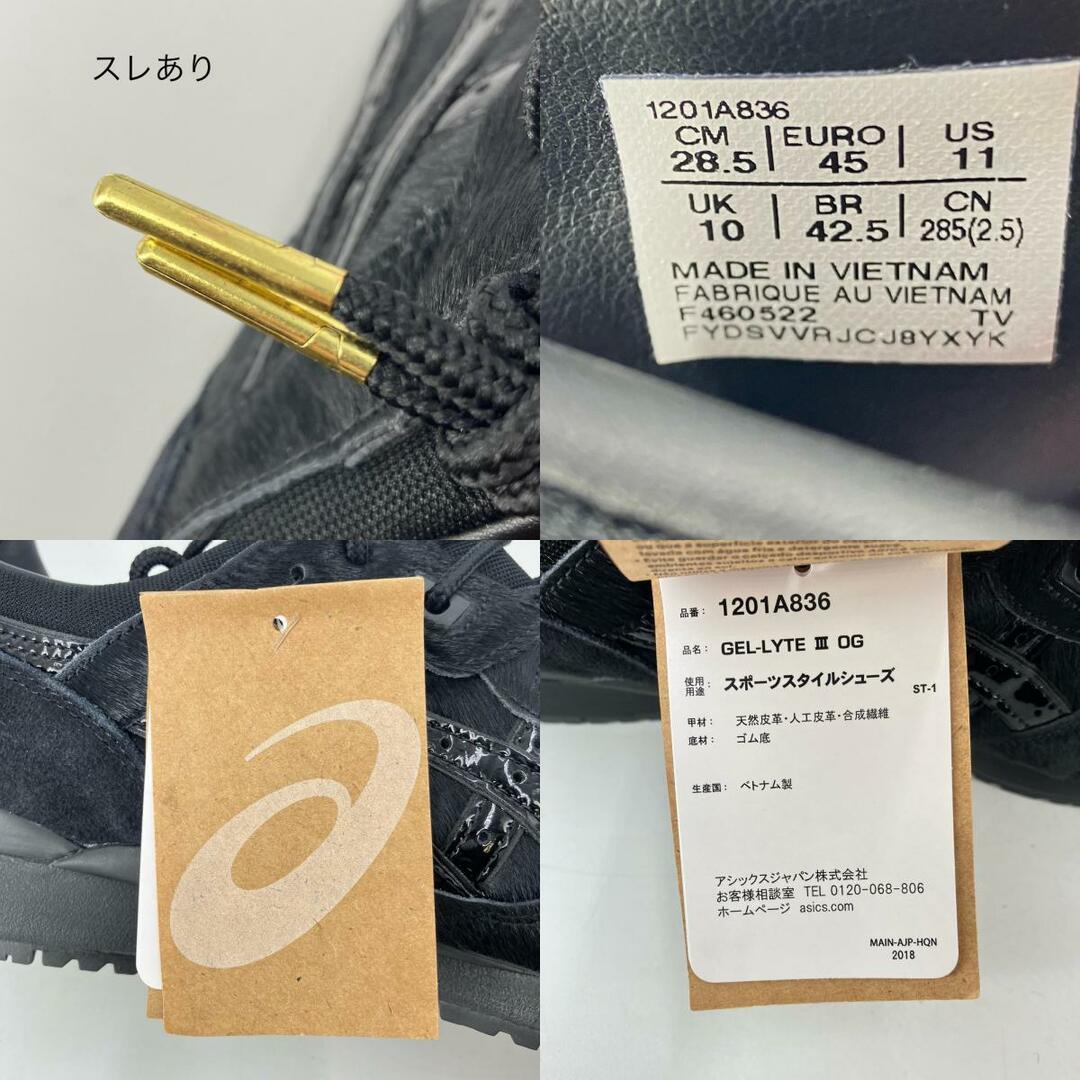 スレあり
1201A836
CM | EURO | US
28.5 | 45 | 11
UK | BR | CN
10 | 42.5 | 285(2.5)
MADE IN VIETNAM
FABRIQUE AU VIETNAM
F460522 TV
FYDSVVRJCJ8YXYK
品番： 1201A836
品名： GEL-LYTE Ⅲ OG
使用用途： スポーツスタイルシューズ ST-1
甲材： 天然皮革・人工皮革・合成繊維
底材： ゴム底
生産国： ベトナム製
アシックスジャパン株式会社
お客様相談室 TEL 0120-068-806
ホームページ asics.com
MAIN-AJP-HQN
2018